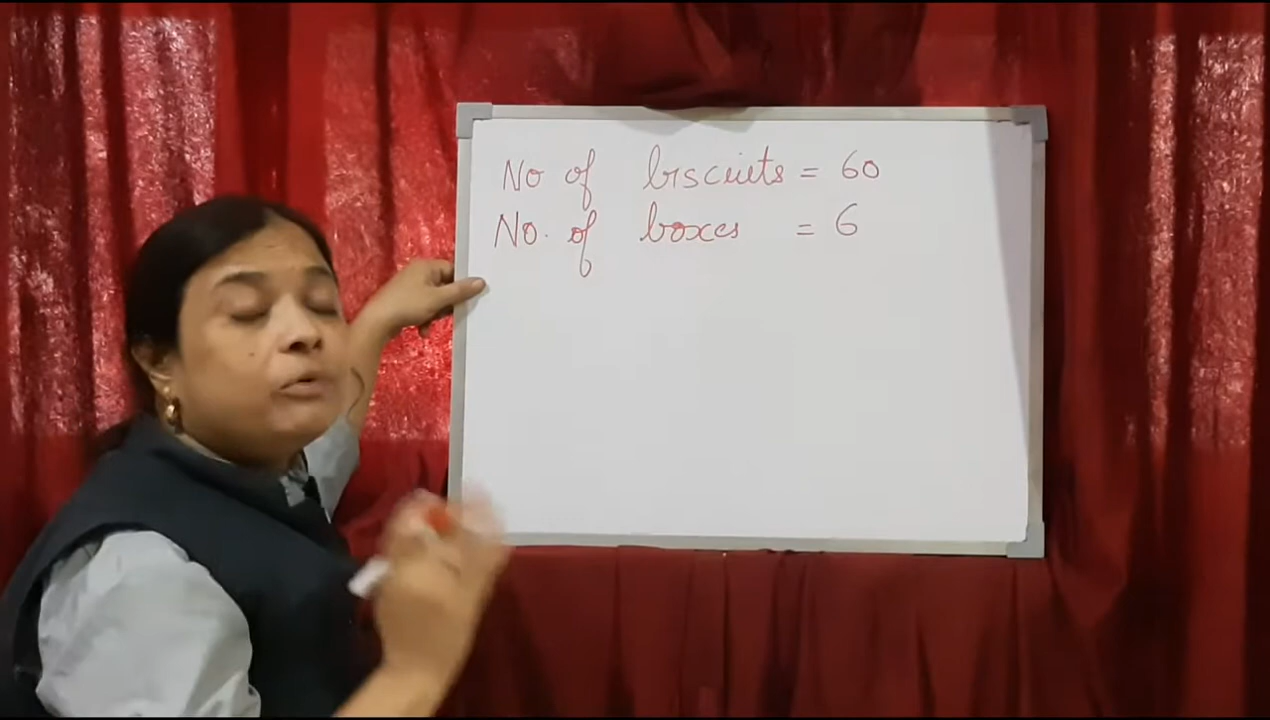 No of biscuits = 60
No. of boxes = 6